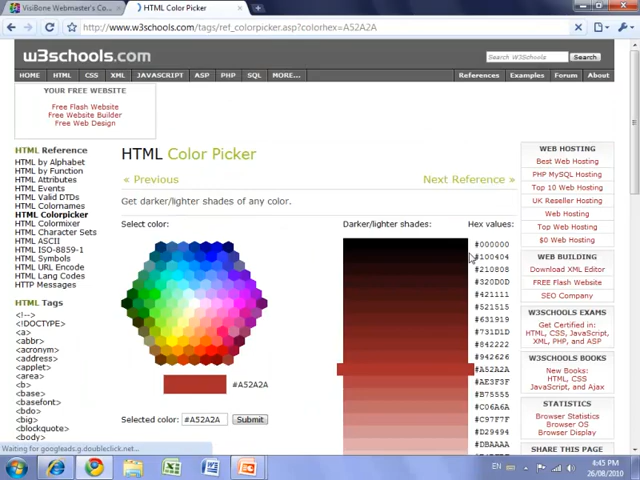 VisiBone Webmaster's Co...
HTML Color Picker
http://www.w3schools.com/tags/ref_colorpicker.asp?colorhex=A52A2A
w3schools.com
Search W3Schools
Search
HOME HTML CSS XML JAVASCRIPT ASP PHP SQL MORE...
References Examples Forum About
YOUR FREE WEBSITE
Free Flash Website
Free Website Builder
Free Web Design
HTML Reference
HTML by Alphabet
HTML by Function
HTML Attributes
HTML Events
HTML Valid DTDs
HTML Colornames
HTML Colorpicker
HTML Colormixer
HTML Character Sets
HTML ASCII
HTML ISO-8859-1
HTML Symbols
HTML URL Encode
HTML Lang Codes
HTTP Messages
HTML Tags
<!-->
<!DOCTYPE>
<a>
<abbr>
<acronym>
<address>
<applet>
<area>
<b>
<base>
<basefont>
<bdo>
<big>
<blockquote>
<body>
HTML Color Picker
« Previous
Next Reference »
Get darker/lighter shades of any color.
Select color:
#A52A2A
Selected color: #A52A2A Submit
Darker/lighter shades:
Hex values:
#000000
#100404
#210808
#320D0D
#421111
#521515
#631919
#731D1D
#842222
#942626
#A52A2A
#AE3F3F
#B75555
#C06A6A
#C97F7F
#D29494
#DBAAAA
WEB HOSTING
Best Web Hosting
PHP MySQL Hosting
Top 10 Web Hosting
UK Reseller Hosting
Web Hosting
Top Web Hosting
$0 Web Hosting
WEB BUILDING
Download XML Editor
FREE Flash Website
SEO Company
W3SCHOOLS EXAMS
Get Certified in:
HTML, CSS, JavaScript,
XML, PHP, and ASP
W3SCHOOLS BOOKS
New Books:
HTML, CSS
JavaScript, and Ajax
STATISTICS
Browser Statistics
Browser OS
Browser Display
SHARE THIS PAGE
Waiting for googleads.g.doubleclick.net...
EN
4:45 PM
26/08/2010